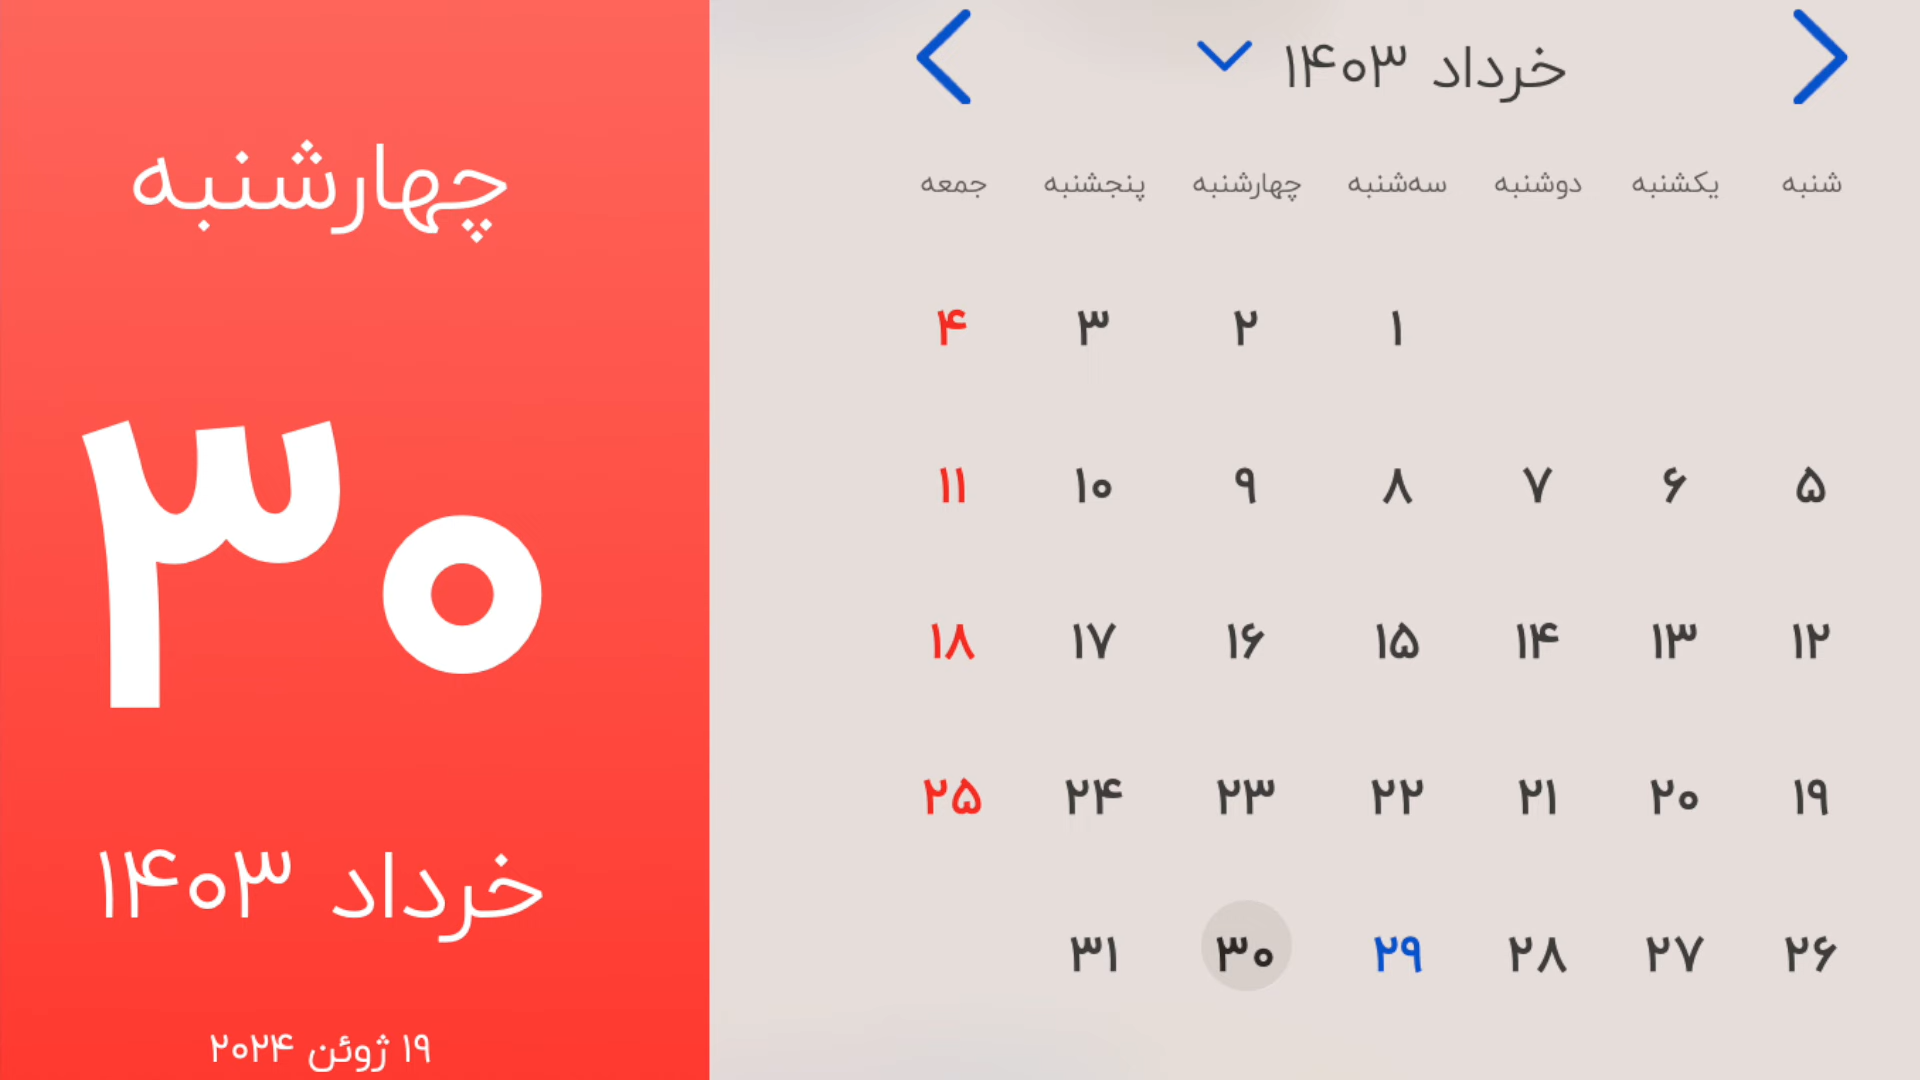 چهارشنبه
۳۰
خرداد ۱۴۰۳
۱۹ ژوئن ۲۰۲۴
خرداد ۱۴۰۳
شنبه یکشنبه دوشنبه سه‌شنبه چهارشنبه پنجشنبه جمعه
۱ ۲ ۳ ۴
۵ ۶ ۷ ۸ ۹ ۱۰ ۱۱
۱۲ ۱۳ ۱۴ ۱۵ ۱۶ ۱۷ ۱۸
۱۹ ۲۰ ۲۱ ۲۲ ۲۳ ۲۴ ۲۵
۲۶ ۲۷ ۲۸ ۲۹ ۳۰ ۳۱